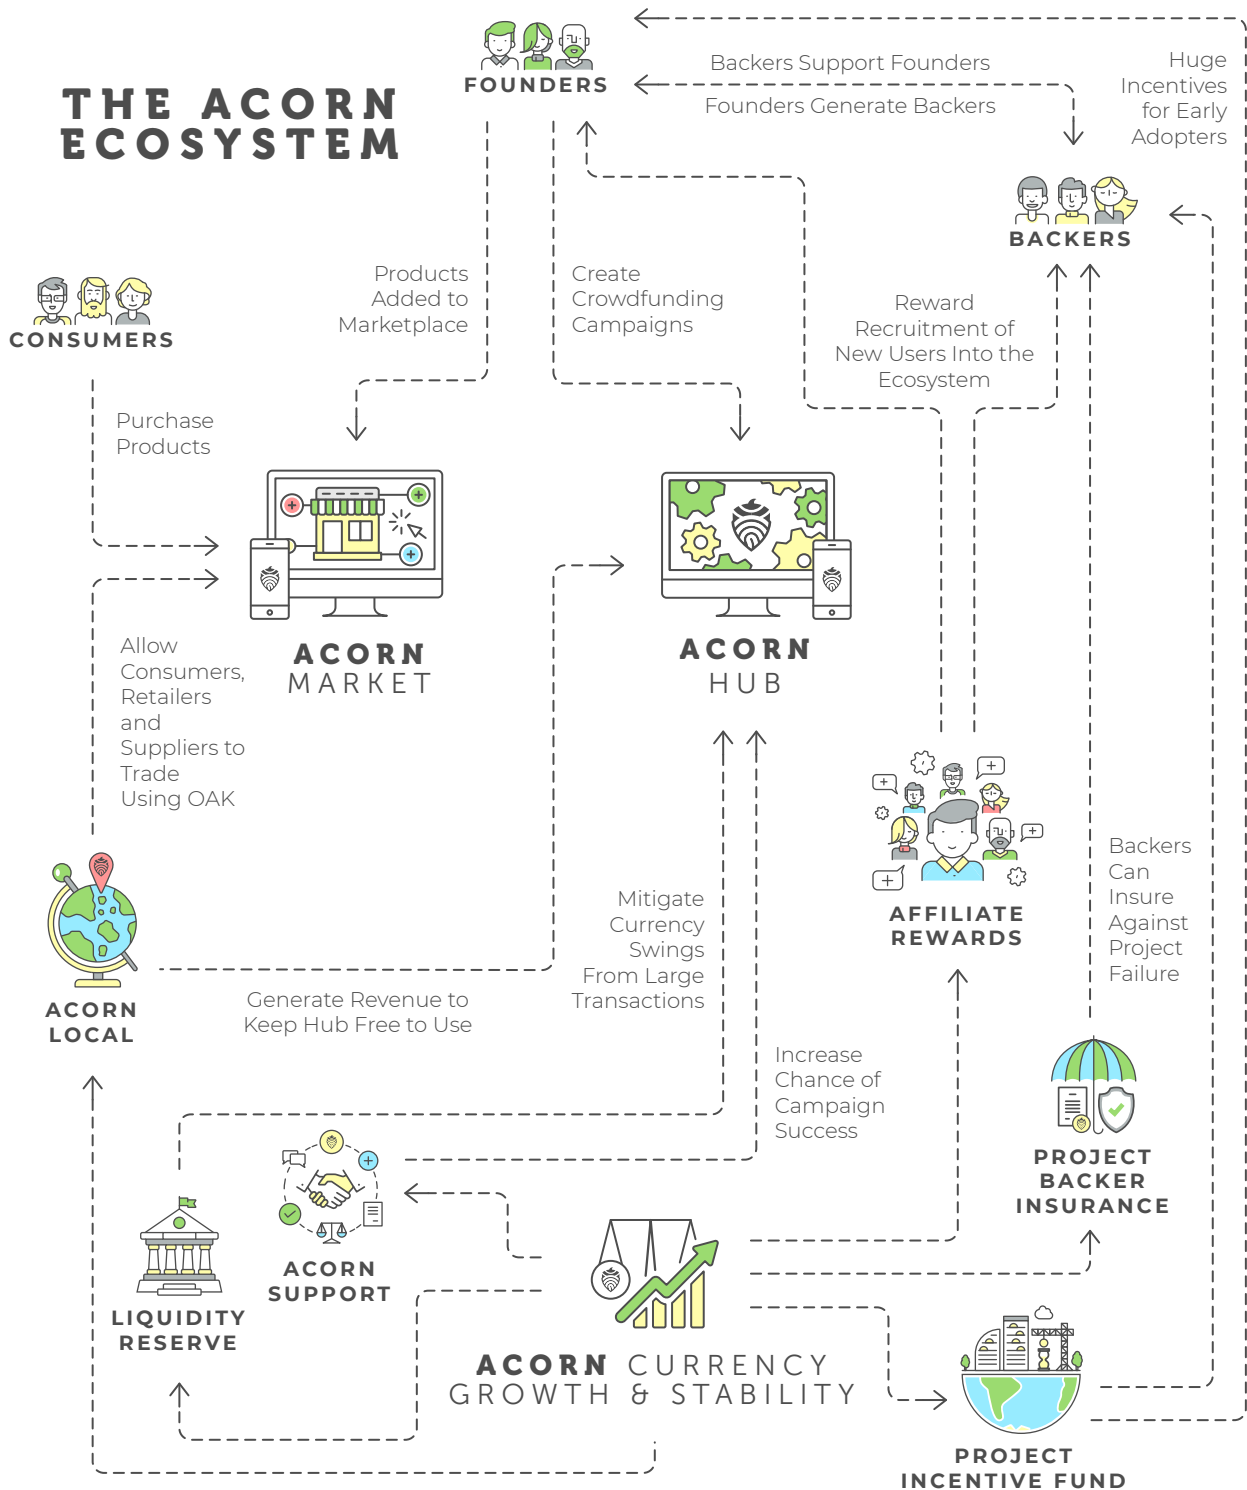 THE ACORN
ECOSYSTEM
FOUNDERS
Backers Support Founders
Founders Generate Backers
Huge
Incentives
for Early
Adopters
BACKERS
CONSUMERS
Products
Added to
Marketplace
Create
Crowdfunding
Campaigns
Reward
Recruitment of
New Users Into the
Ecosystem
Purchase
Products
ACORN
MARKET
ACORN
HUB
Allow
Consumers,
Retailers
and
Suppliers to
Trade
Using OAK
AFFILIATE
REWARDS
Backers
Can
Insure
Against
Project
Failure
Mitigate
Currency
Swings
From Large
Transactions
ACORN
LOCAL
Generate Revenue to
Keep Hub Free to Use
Increase
Chance of
Campaign
Success
PROJECT
BACKER
INSURANCE
ACORN
SUPPORT
LIQUIDITY
RESERVE
ACORN CURRENCY
GROWTH & STABILITY
PROJECT
INCENTIVE FUND